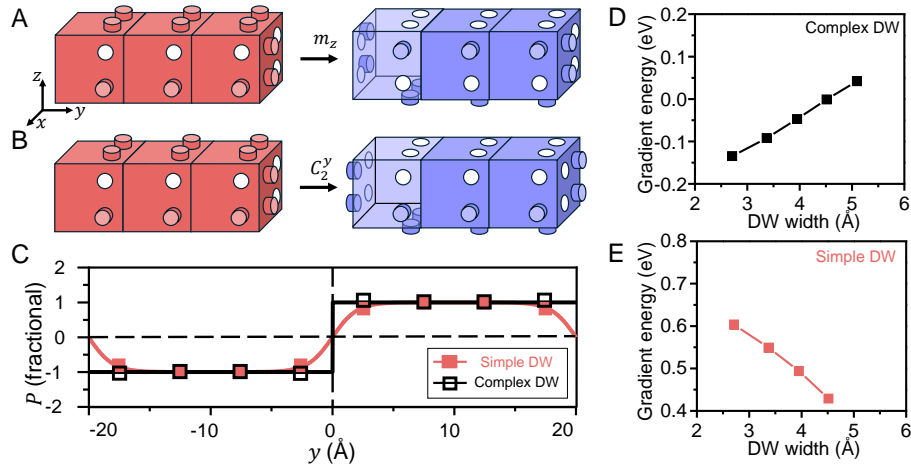 A
m_z
z
y
x
B
C_2^y
C
P (fractional)
2
1
0
-1
-2
Simple DW
Complex DW
-20
-10
0
10
20
y (Å)
D
Complex DW
Gradient energy (eV)
0.2
0.1
0.0
-0.1
-0.2
2
3
4
5
6
DW width (Å)
E
Simple DW
Gradient energy (eV)
0.8
0.7
0.6
0.5
0.4
2
3
4
5
6
DW width (Å)